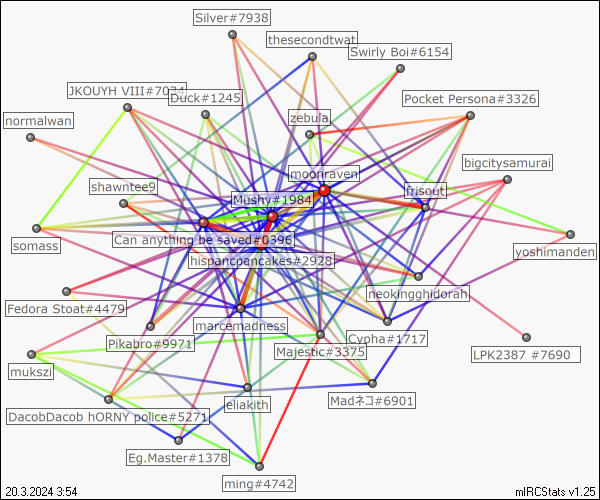 Silver#7938
thesecondtwat
Swirly Boi#6154
JKOUYH VIII#7034
Duck#1245
Pocket Persona#3326
zebula
normalwan
bigcitysamurai
moonraven
shawntee9
Mushy#1984
frisout
somass
Can anything be saved#0396
yoshimanden
hispancpancakes#2928
neokingghidorah
Fedora Stoat#4479
marcemadness
Cypha#1717
Pikabro#9971
Majestic#3375
LPK2387 #7690
mukszi
eliakith
Madネコ#6901
DacobDacob hORNY police#5271
Eg.Master#1378
ming#4742
20.3.2024 3:54
mIRCStats v1.25